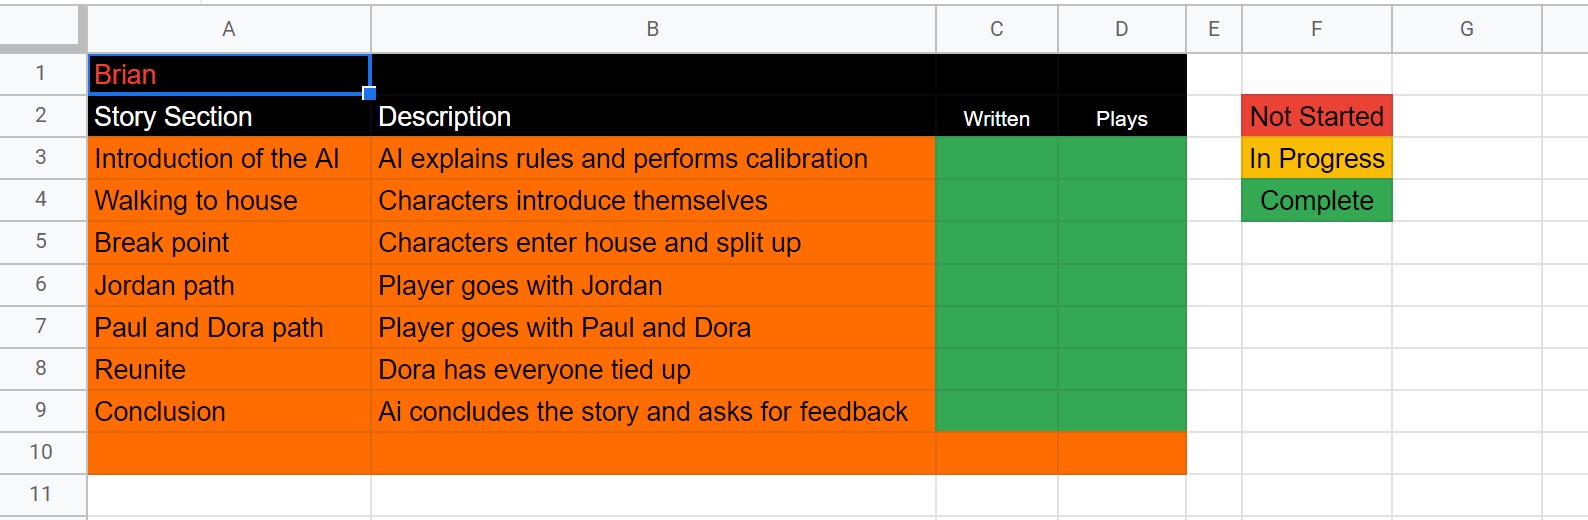 A B C D E F G
1 Brian
2 Story Section Description Written Plays Not Started
3 Introduction of the AI AI explains rules and performs calibration In Progress
4 Walking to house Characters introduce themselves Complete
5 Break point Characters enter house and split up
6 Jordan path Player goes with Jordan
7 Paul and Dora path Player goes with Paul and Dora
8 Reunite Dora has everyone tied up
9 Conclusion Ai concludes the story and asks for feedback
10
11